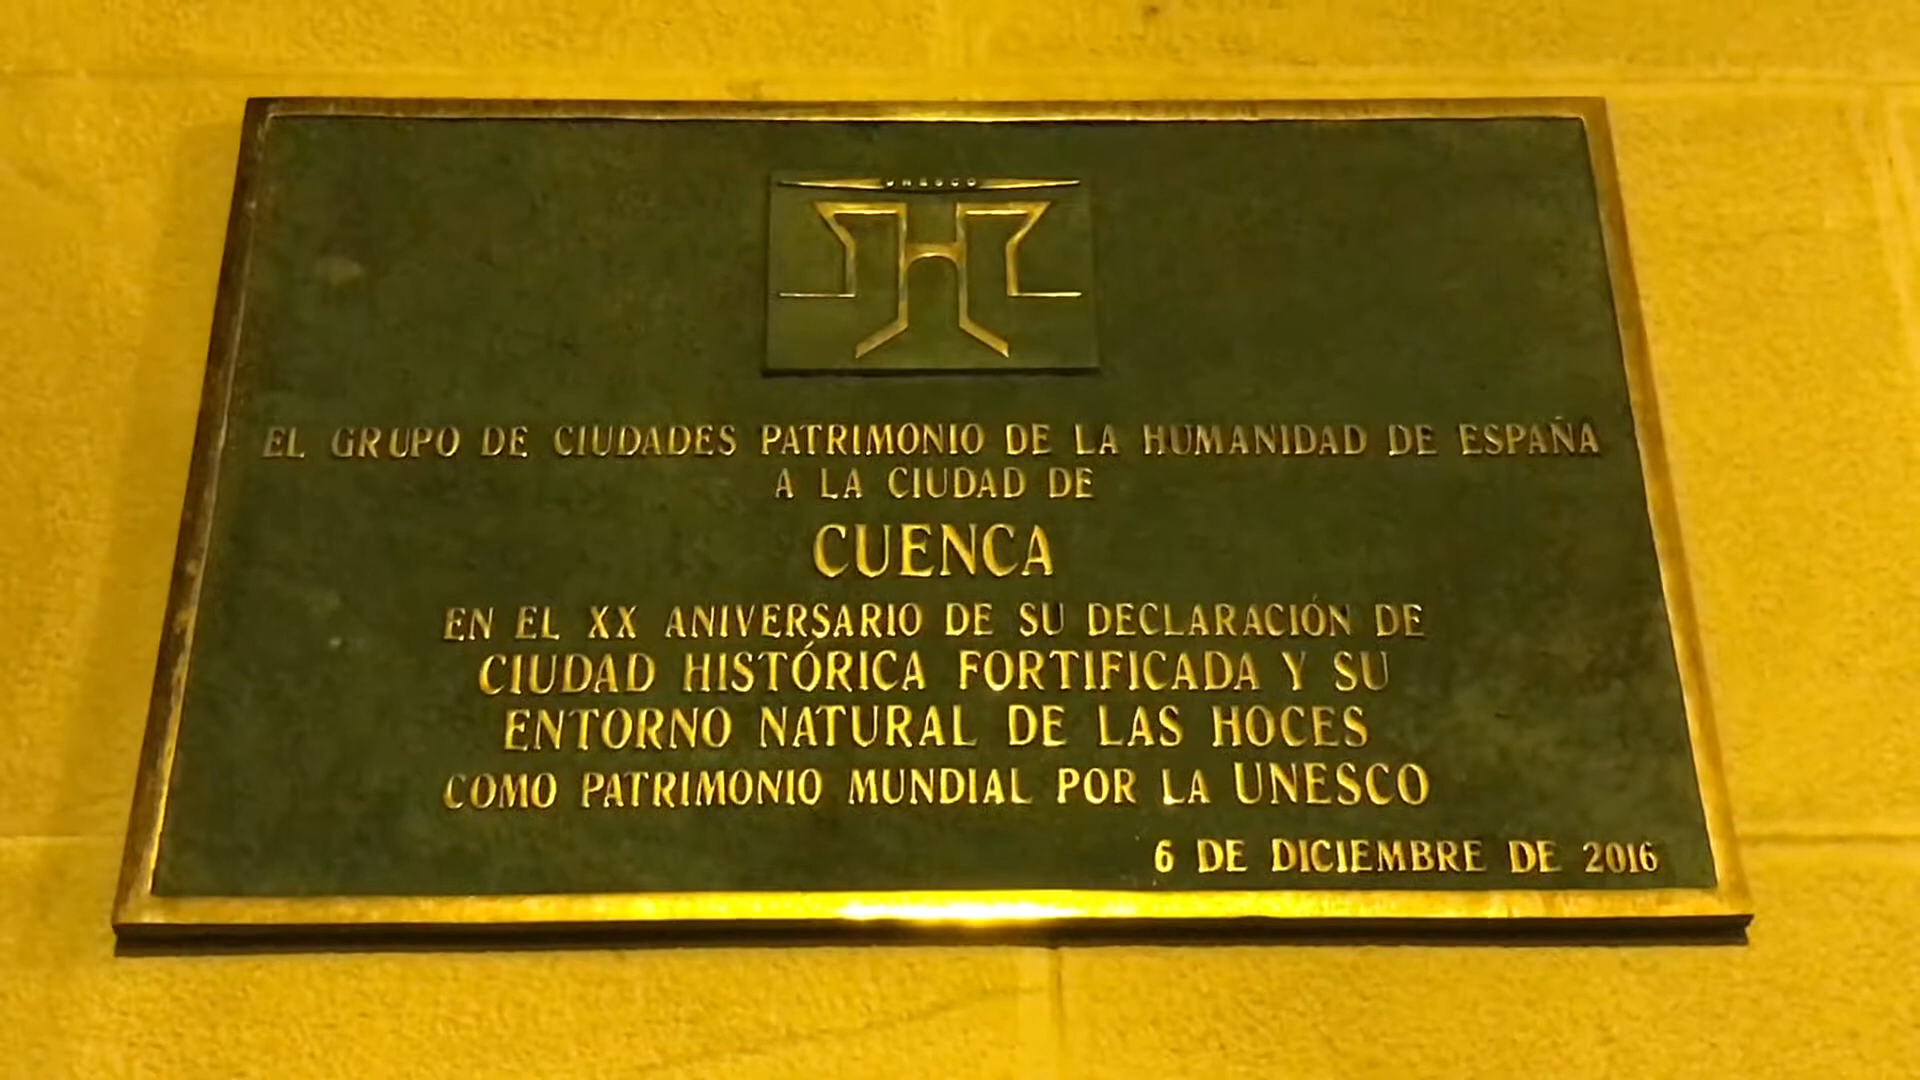 UNESCO
EL GRUPO DE CIUDADES PATRIMONIO DE LA HUMANIDAD DE ESPAÑA
A LA CIUDAD DE
CUENCA
EN EL XX ANIVERSARIO DE SU DECLARACIÓN DE
CIUDAD HISTÓRICA FORTIFICADA Y SU
ENTORNO NATURAL DE LAS HOCES
COMO PATRIMONIO MUNDIAL POR LA UNESCO
6 DE DICIEMBRE DE 2016